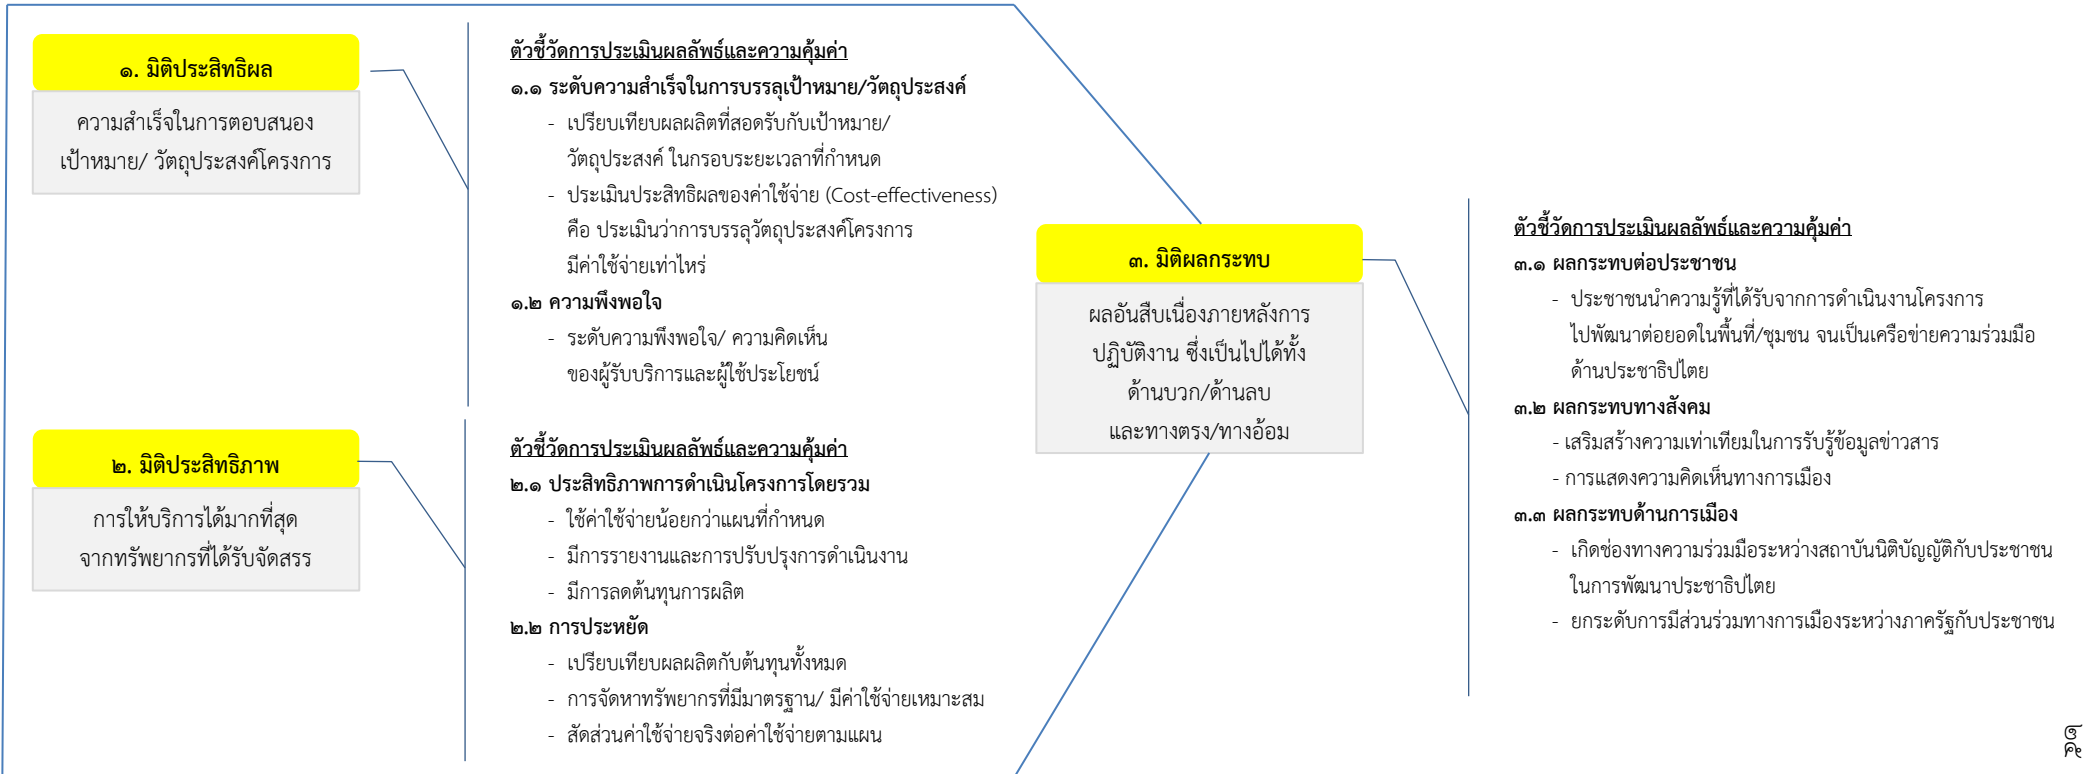 ๑. มิติประสิทธิผล
ความสำเร็จในการตอบสนอง
เป้าหมาย/ วัตถุประสงค์โครงการ
ตัวชี้วัดการประเมินผลลัพธ์และความคุ้มค่า
๑.๑ ระดับความสำเร็จในการบรรลุเป้าหมาย/วัตถุประสงค์
- เปรียบเทียบผลผลิตที่สอดรับกับเป้าหมาย/
วัตถุประสงค์ ในกรอบระยะเวลาที่กำหนด
- ประเมินประสิทธิผลของค่าใช้จ่าย (Cost-effectiveness)
คือ ประเมินว่าการบรรลุวัตถุประสงค์โครงการ
มีค่าใช้จ่ายเท่าไหร่
๑.๒ ความพึงพอใจ
- ระดับความพึงพอใจ/ ความคิดเห็น
ของผู้รับบริการและผู้ใช้ประโยชน์
๒. มิติประสิทธิภาพ
การให้บริการได้มากที่สุด
จากทรัพยากรที่ได้รับจัดสรร
ตัวชี้วัดการประเมินผลลัพธ์และความคุ้มค่า
๒.๑ ประสิทธิภาพการดำเนินโครงการโดยรวม
- ใช้ค่าใช้จ่ายน้อยกว่าแผนที่กำหนด
- มีการรายงานและการปรับปรุงการดำเนินงาน
- มีการลดต้นทุนการผลิต
๒.๒ การประหยัด
- เปรียบเทียบผลผลิตกับต้นทุนทั้งหมด
- การจัดหาทรัพยากรที่มีมาตรฐาน/ มีค่าใช้จ่ายเหมาะสม
- สัดส่วนค่าใช้จ่ายจริงต่อค่าใช้จ่ายตามแผน
๓. มิติผลกระทบ
ผลอันสืบเนื่องภายหลังการ
ปฏิบัติงาน ซึ่งเป็นไปได้ทั้ง
ด้านบวก/ด้านลบ
และทางตรง/ทางอ้อม
ตัวชี้วัดการประเมินผลลัพธ์และความคุ้มค่า
๓.๑ ผลกระทบต่อประชาชน
- ประชาชนนำความรู้ที่ได้รับจากการดำเนินงานโครงการ
ไปพัฒนาต่อยอดในพื้นที่/ชุมชน จนเป็นเครือข่ายความร่วมมือ
ด้านประชาธิปไตย
๓.๒ ผลกระทบทางสังคม
- เสริมสร้างความเท่าเทียมในการรับรู้ข้อมูลข่าวสาร
- การแสดงความคิดเห็นทางการเมือง
๓.๓ ผลกระทบด้านการเมือง
- เกิดช่องทางความร่วมมือระหว่างสถาบันนิติบัญญัติกับประชาชน
ในการพัฒนาประชาธิปไตย
- ยกระดับการมีส่วนร่วมทางการเมืองระหว่างภาครัฐกับประชาชน